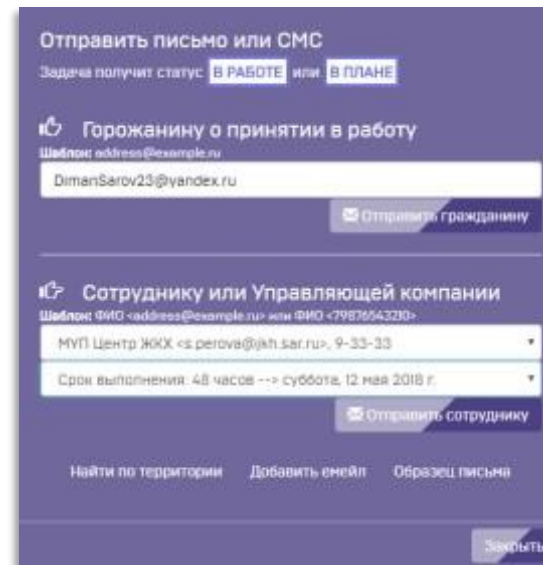 Отправить письмо или СМС
Задача получит статус В РАБОТЕ или В ПЛАНЕ
Горожанину о принятии в работу
Шаблон: address@example.ru
DimanSarov23@yandex.ru
Отправить гражданину
Сотруднику или Управляющей компании
Шаблон: ФИО <address@example.ru> или ФИО <79876543210>
МУП Центр ЖКХ <s.perova@jkh.sar.ru>, 9-33-33
Срок выполнения: 48 часов --> суббота, 12 мая 2018 г.
Отправить сотруднику
Найти по территории Добавить емейл Образец письма
Закрыть